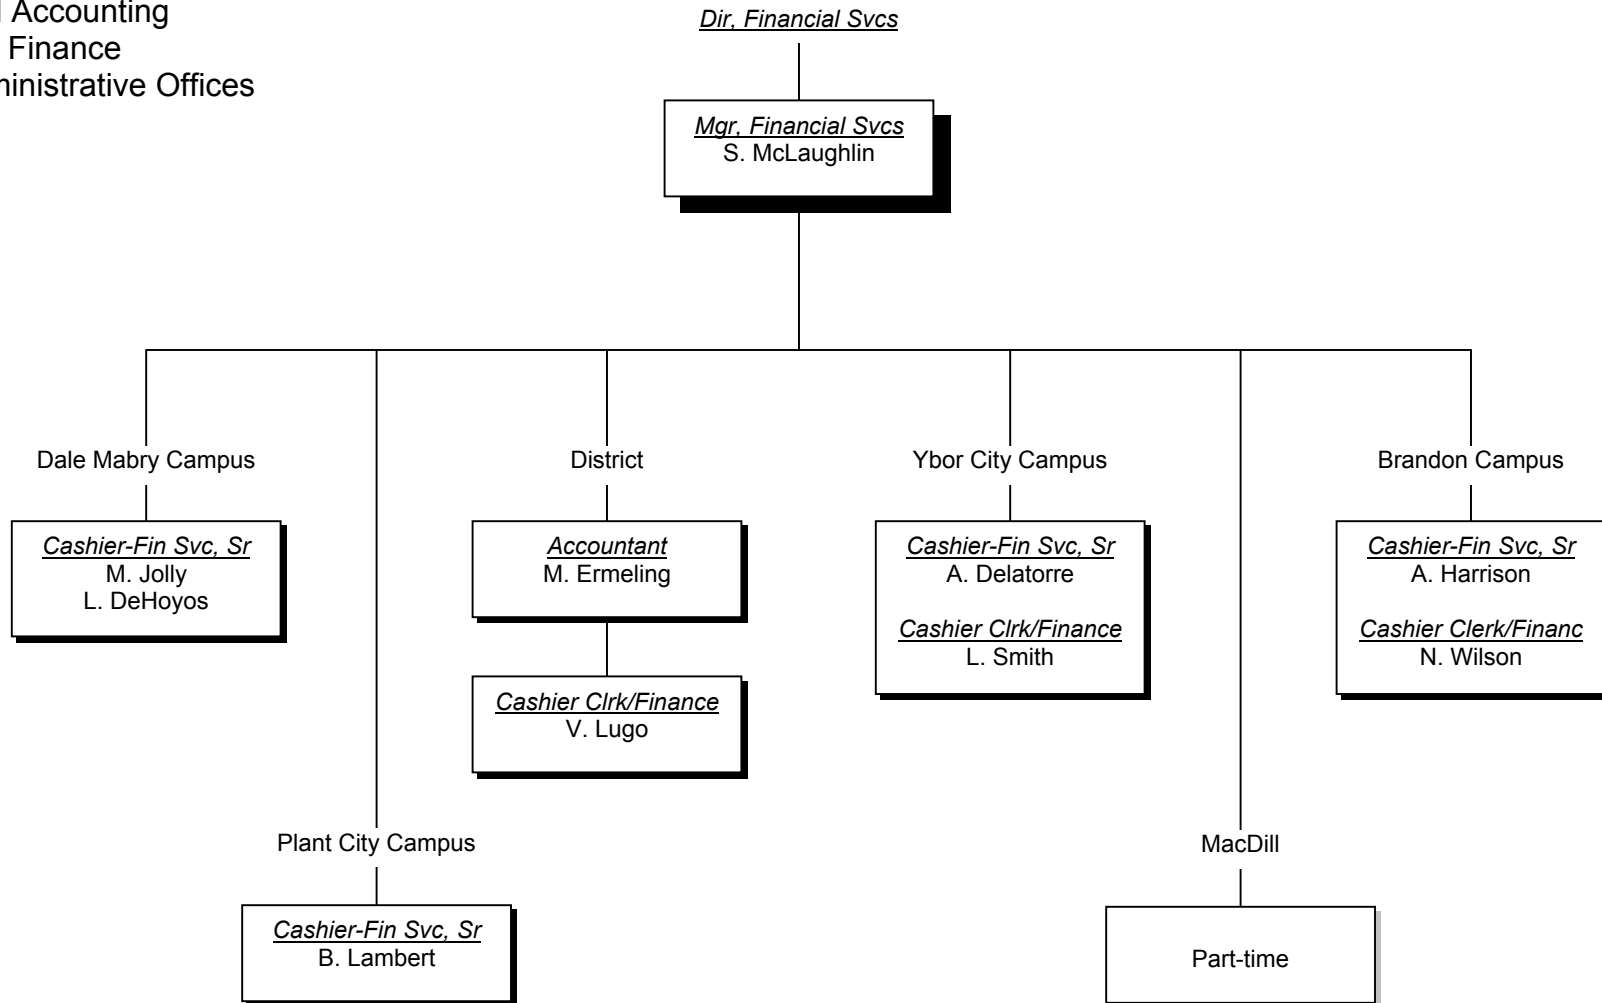 Accounting
Finance
Administrative Offices
Dir, Financial Svcs
Mgr, Financial Svcs
S. McLaughlin
Dale Mabry Campus
Cashier-Fin Svc, Sr
M. Jolly
L. DeHoyos
Plant City Campus
Cashier-Fin Svc, Sr
B. Lambert
District
Accountant
M. Ermeling
Cashier Clrk/Finance
V. Lugo
Ybor City Campus
Cashier-Fin Svc, Sr
A. Delatorre
Cashier Clrk/Finance
L. Smith
MacDill
Part-time
Brandon Campus
Cashier-Fin Svc, Sr
A. Harrison
Cashier Clerk/Financ
N. Wilson